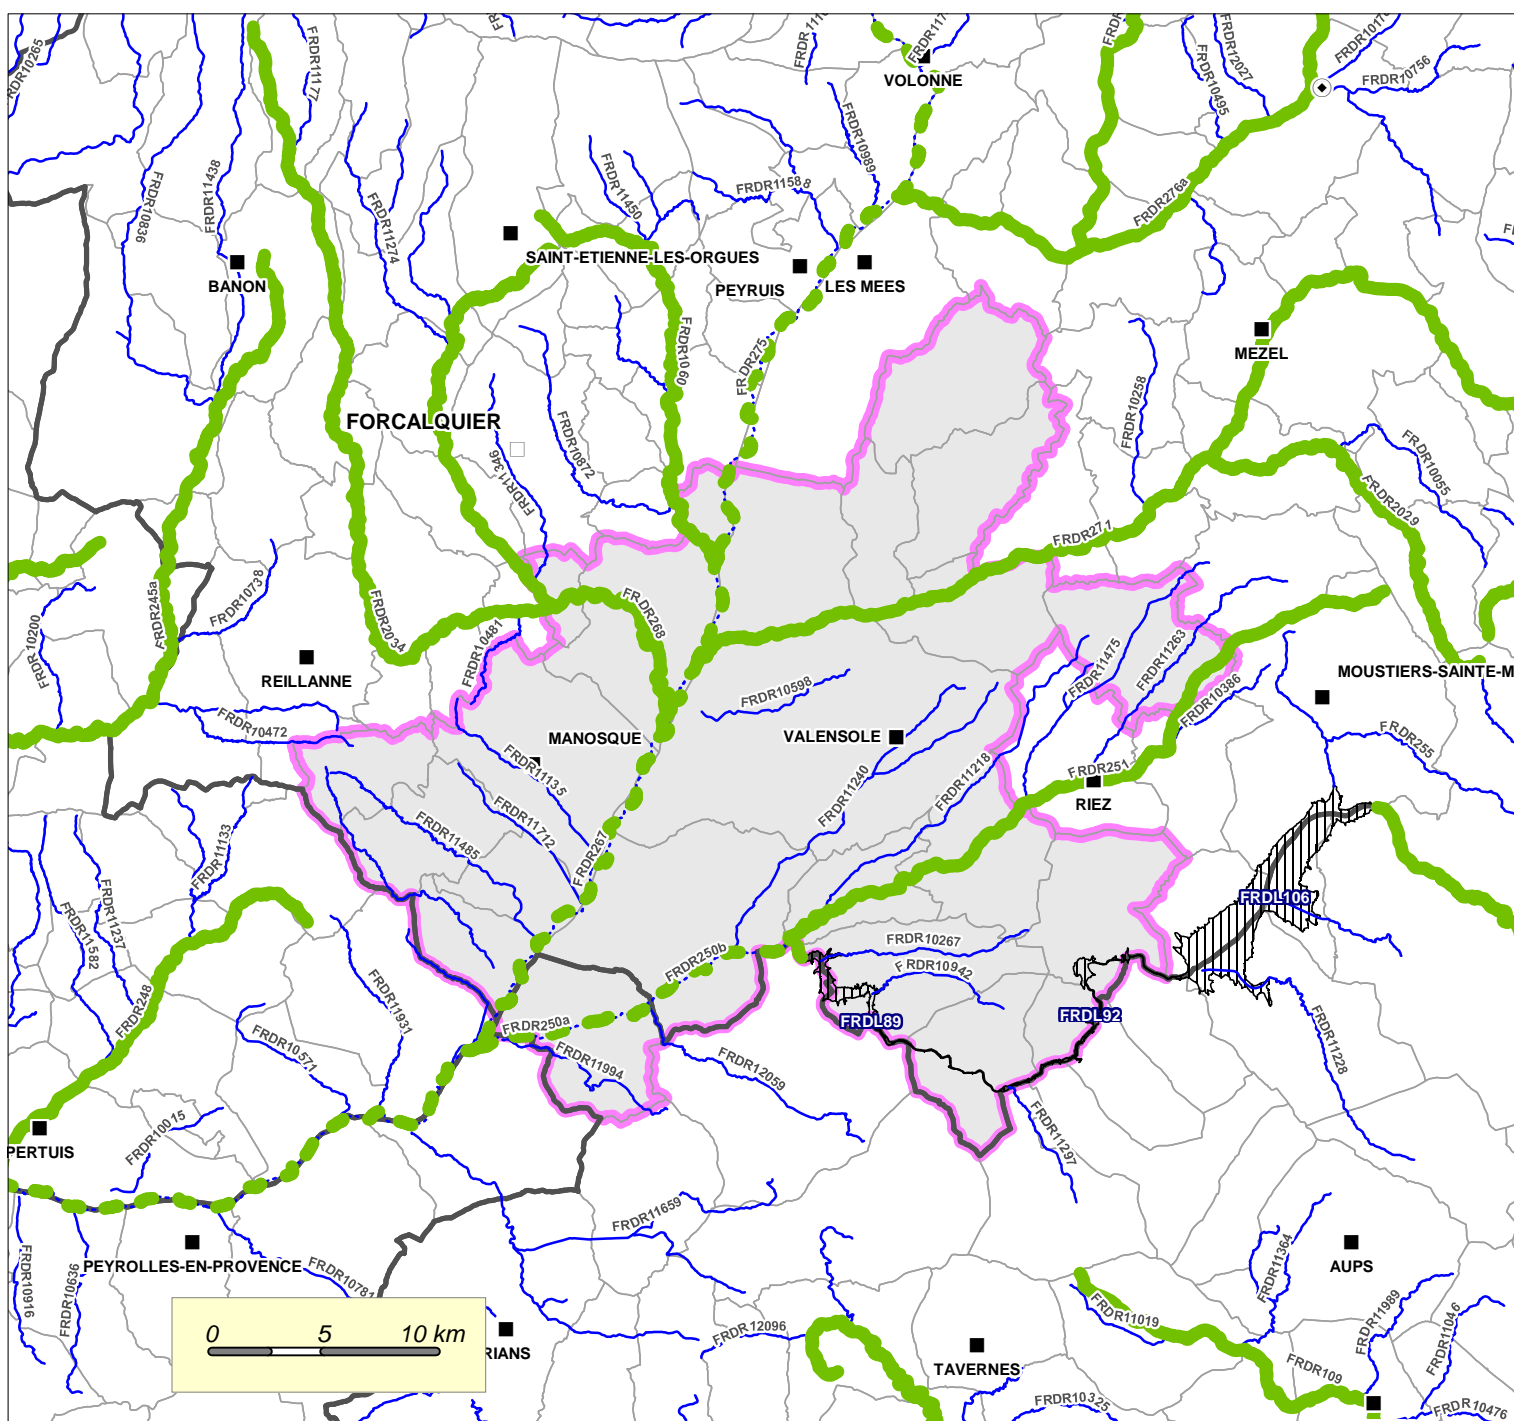 FRDR10265
FRDR11177
VOLONNE
FRDR12027
FRDR10495
FRDR10756
FRDR10836
FRDR11438
FRDR11274
FRDR11450
FRDR11588
FRDR10989
FRDR276a
BANON
SAINT-ETIENNE-LES-ORGUES
PEYRUIS
LES MEES
FRDR1060
FRDR275
MEZEL
FORCALQUIER
FRDR11346
FRDR10872
FRDR10258
FRDR10055
FRDR2029
FRDR271
FRDR10200
FRDR245a
FRDR10738
FRDR2034
FRDR10481
FRDR268
REILLANNE
FRDR10472
FRDR10598
FRDR11475
FRDR11263
FRDR10386
MOUSTIERS-SAINTE-M
FRDR255
MANOSQUE
VALENSOLE
FRDR1135
FRDR11712
FRDR11485
FRDR267
FRDR11240
FRDR11218
FRDR251
RIEZ
FRDR11133
FRDR11237
FRDR11582
FRDR248
FRDR11931
FRDR10571
FRDR250b
FRDR250a
FRDR11994
FRDR12059
FRDR10267
FRDR10942
FRDL89
FRDL92
FRDL106
FRDR11228
FRDR11297
PERTUIS
FRDR10015
FRDR11659
FRDR10916
FRDR10636
PEYROLLES-EN-PROVENCE
FRDR10781
0 5 10 km
RIANS
FRDR12096
TAVERNES
FRDR10325
FRDR11019
FRDR109
FRDR11364
AUPS
FRDR11989
FRDR11046
FRDR10476